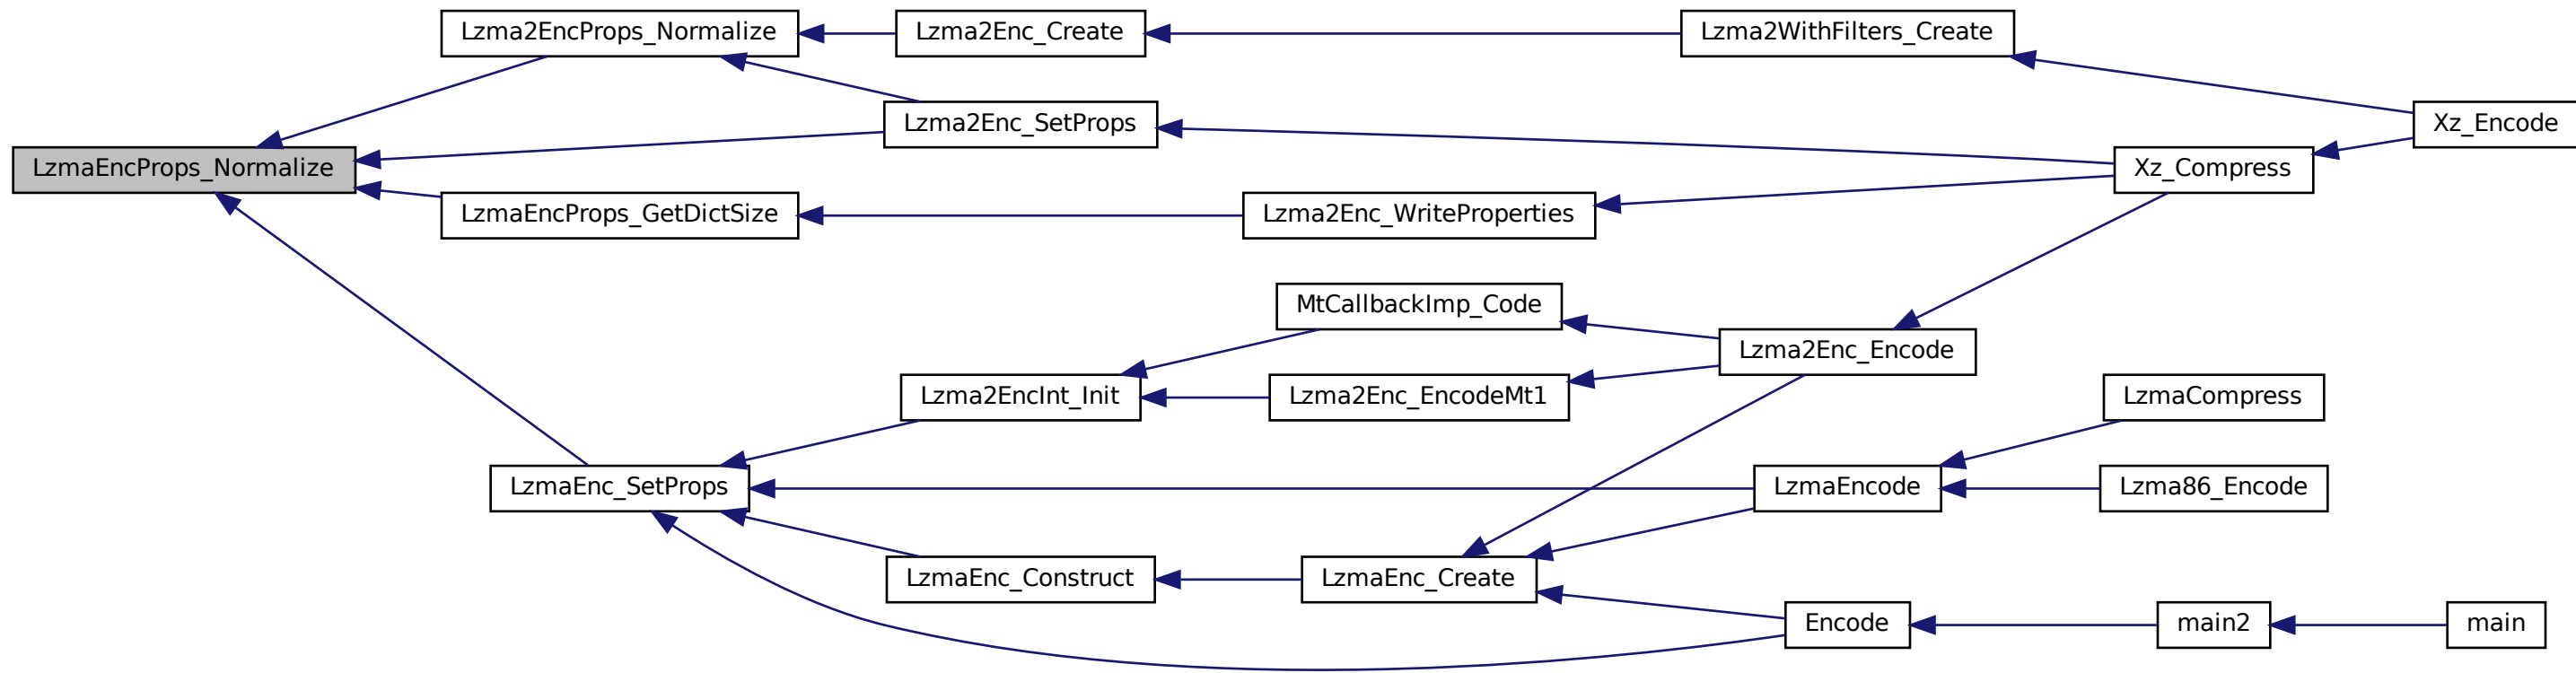 Lzma2EncProps_Normalize
Lzma2Enc_Create
Lzma2WithFilters_Create
Lzma2Enc_SetProps
Xz_Encode
LzmaEncProps_Normalize
Xz_Compress
LzmaEncProps_GetDictSize
Lzma2Enc_WriteProperties
MtCallbackImp_Code
Lzma2Enc_Encode
Lzma2EncInt_Init
Lzma2Enc_EncodeMt1
LzmaCompress
LzmaEnc_SetProps
LzmaEncode
Lzma86_Encode
LzmaEnc_Construct
LzmaEnc_Create
Encode
main2
main